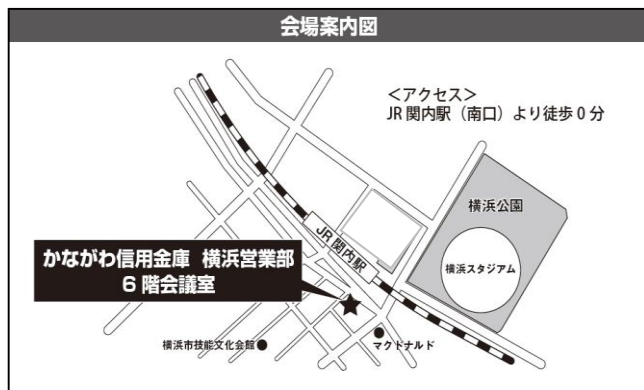 会場案内図
＜アクセス＞
JR 関内駅（南口）より徒歩 0 分
横浜公園
横浜スタジアム
JR 関内駅
かながわ信用金庫 横浜営業部
6 階会議室
マクドナルド
横浜市技能文化会館